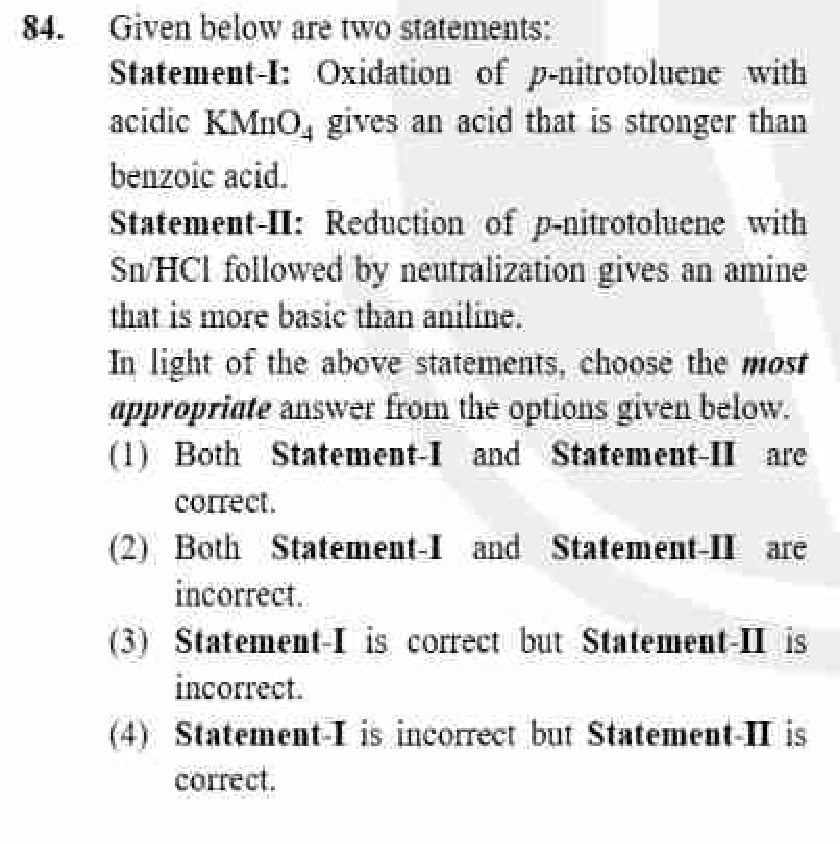 84. Given below are two statements:
Statement-I: Oxidation of p-nitrotoluene with
acidic KMnO₄ gives an acid that is stronger than
benzoic acid.
Statement-II: Reduction of p-nitrotoluene with
Sn/HCl followed by neutralization gives an amine
that is more basic than aniline.
In light of the above statements, choose the most
appropriate answer from the options given below.
(1) Both Statement-I and Statement-II are
correct.
(2) Both Statement-I and Statement-II are
incorrect.
(3) Statement-I is correct but Statement-II is
incorrect.
(4) Statement-I is incorrect but Statement-II is
correct.